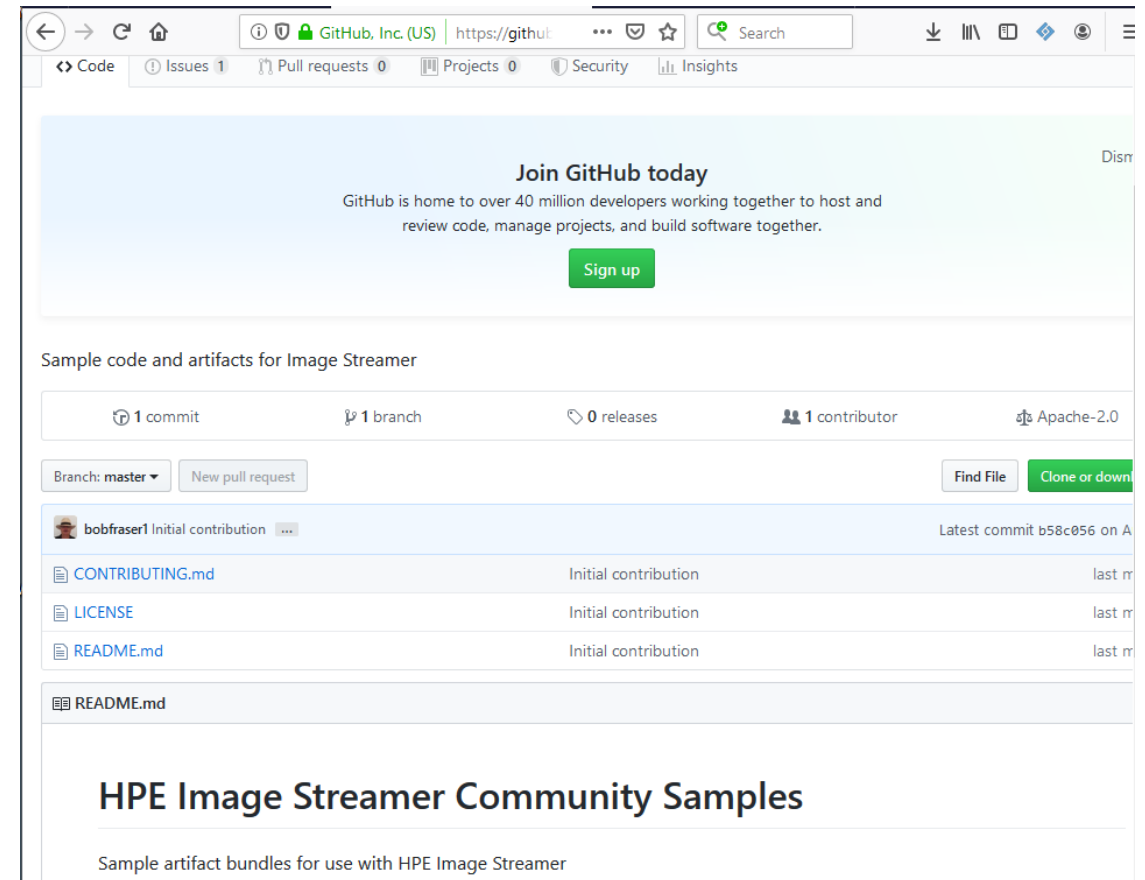 GitHub, Inc. (US) https://github ••• Search
Code Issues 1 Pull requests 0 Projects 0 Security Insights
Dism
Join GitHub today
GitHub is home to over 40 million developers working together to host and
review code, manage projects, and build software together.
Sign up
Sample code and artifacts for Image Streamer
1 commit 1 branch 0 releases 1 contributor Apache-2.0
Branch: master New pull request Find File Clone or downl
bobfraser1 Initial contribution ... Latest commit b58c056 on A
CONTRIBUTING.md Initial contribution last m
LICENSE Initial contribution last m
README.md Initial contribution last m
README.md
HPE Image Streamer Community Samples
Sample artifact bundles for use with HPE Image Streamer